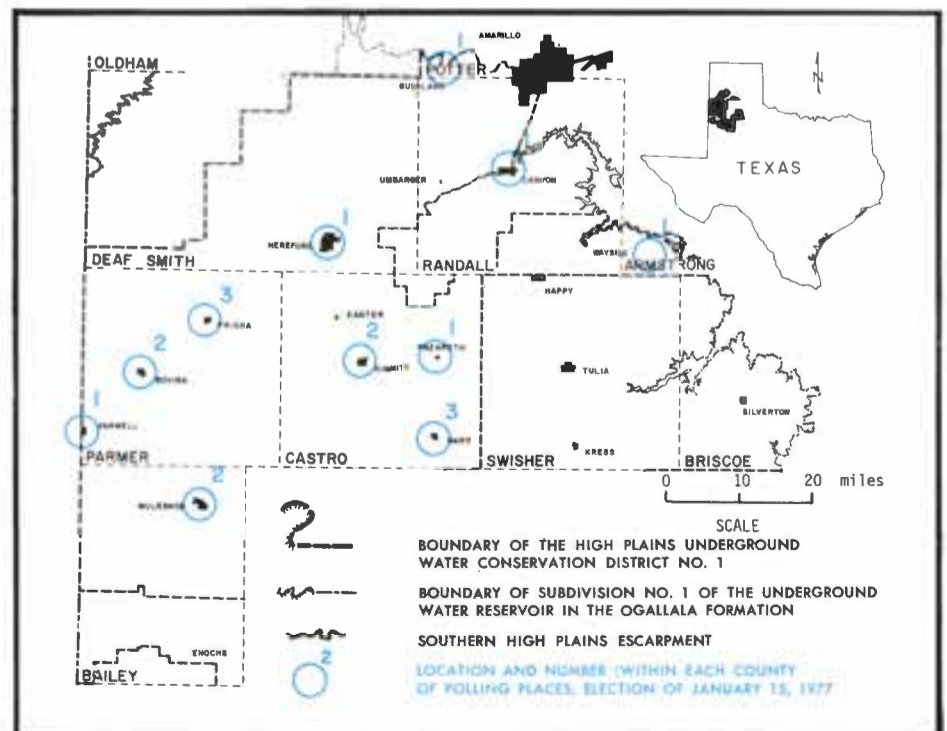 AMARILLO
1
OLDHAM
POTTER
BUSHLAND
N
TEXAS
UMBARGER
CANYON
1
HEREFORD
1
WAYSIDE
DEAF SMITH
RANDALL
ARMSTRONG
HAPPY
3
FRIONA
EASTER
2
DIMMITT
1
NAZARETH
2
BOVINA
TULIA
SILVERTON
1
FARWELL
3
HART
KRESS
PARMER
CASTRO
SWISHER
BRISCOE
0 10 20 miles
SCALE
2
MULESHOE
BOUNDARY OF THE HIGH PLAINS UNDERGROUND
WATER CONSERVATION DISTRICT NO. 1
BOUNDARY OF SUBDIVISION NO. 1 OF THE UNDERGROUND
WATER RESERVOIR IN THE OGALLALA FORMATION
SOUTHERN HIGH PLAINS ESCARPMENT
ENOCHS
BAILEY
2
LOCATION AND NUMBER (WITHIN EACH COUNTY
OF POLLING PLACES, ELECTION OF JANUARY 15, 1977